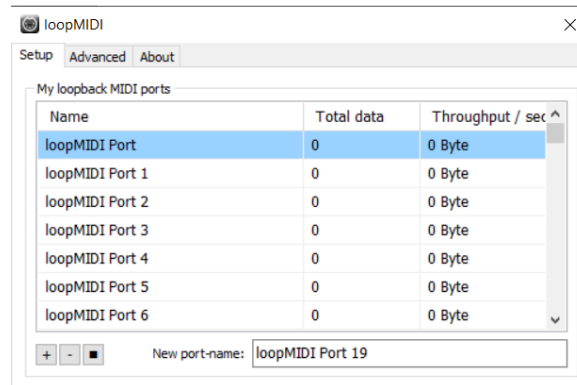 loopMIDI
Setup Advanced About
My loopback MIDI ports
Name Total data Throughput / sec
loopMIDI Port 0 0 Byte
loopMIDI Port 1 0 0 Byte
loopMIDI Port 2 0 0 Byte
loopMIDI Port 3 0 0 Byte
loopMIDI Port 4 0 0 Byte
loopMIDI Port 5 0 0 Byte
loopMIDI Port 6 0 0 Byte
+ - New port-name: loopMIDI Port 19